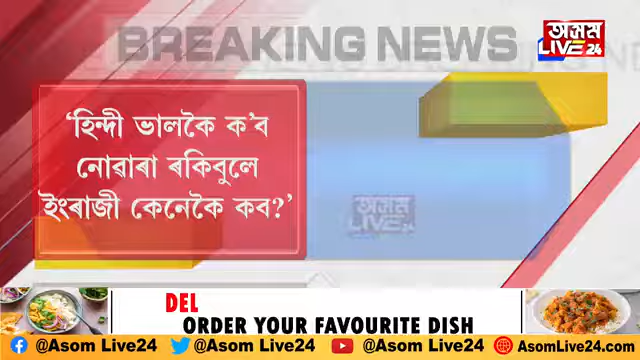 BREAKING NEWS
অসম
LIVE24
‘হিন্দী ভালকৈ ক’ব
নোৱাৰা ৰকিবুলে
ইংৰাজী কেনেকৈ কব?’
অসম
LIVE24
DEL
ORDER YOUR FAVOURITE DISH
@Asom Live24
@Asom Live24
@Asom Live24
AsomLive24.com